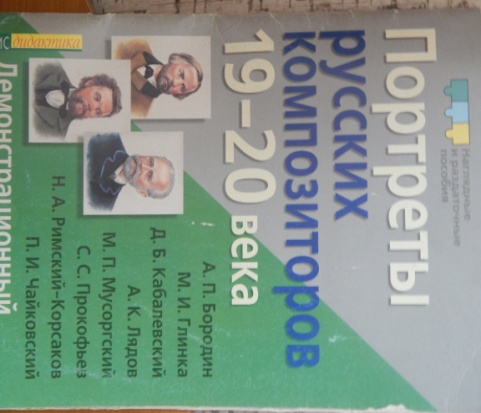 Наглядные
и раздаточные
пособия
Портреты
русских
композиторов
19–20 века
А. П. Бородин
М. И. Глинка
Д. Б. Кабалевский
А. К. Лядов
М. П. Мусоргский
С. С. Прокофьев
Н. А. Римский-Корсаков
П. И. Чайковский
дидактика
Демонстрационный